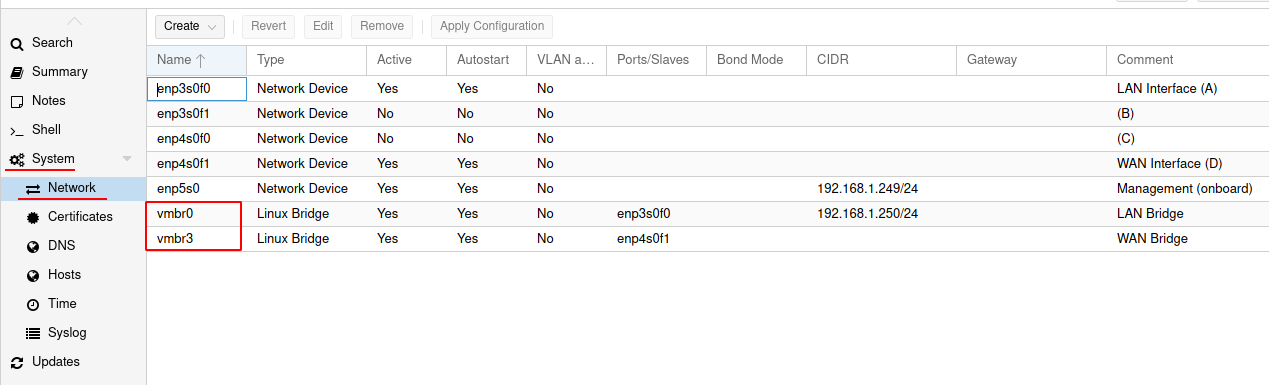 Create Revert Edit Remove Apply Configuration
Search
Summary
Notes
Shell
System
Network
Certificates
DNS
Hosts
Time
Syslog
Updates
Name Type Active Autostart VLAN a... Ports/Slaves Bond Mode CIDR Gateway Comment
enp3s0f0 Network Device Yes Yes No LAN Interface (A)
enp3s0f1 Network Device No No No (B)
enp4s0f0 Network Device No No No (C)
enp4s0f1 Network Device Yes Yes No WAN Interface (D)
enp5s0 Network Device Yes Yes No 192.168.1.249/24 Management (onboard)
vmbr0 Linux Bridge Yes Yes No enp3s0f0 192.168.1.250/24 LAN Bridge
vmbr3 Linux Bridge Yes Yes No enp4s0f1 WAN Bridge